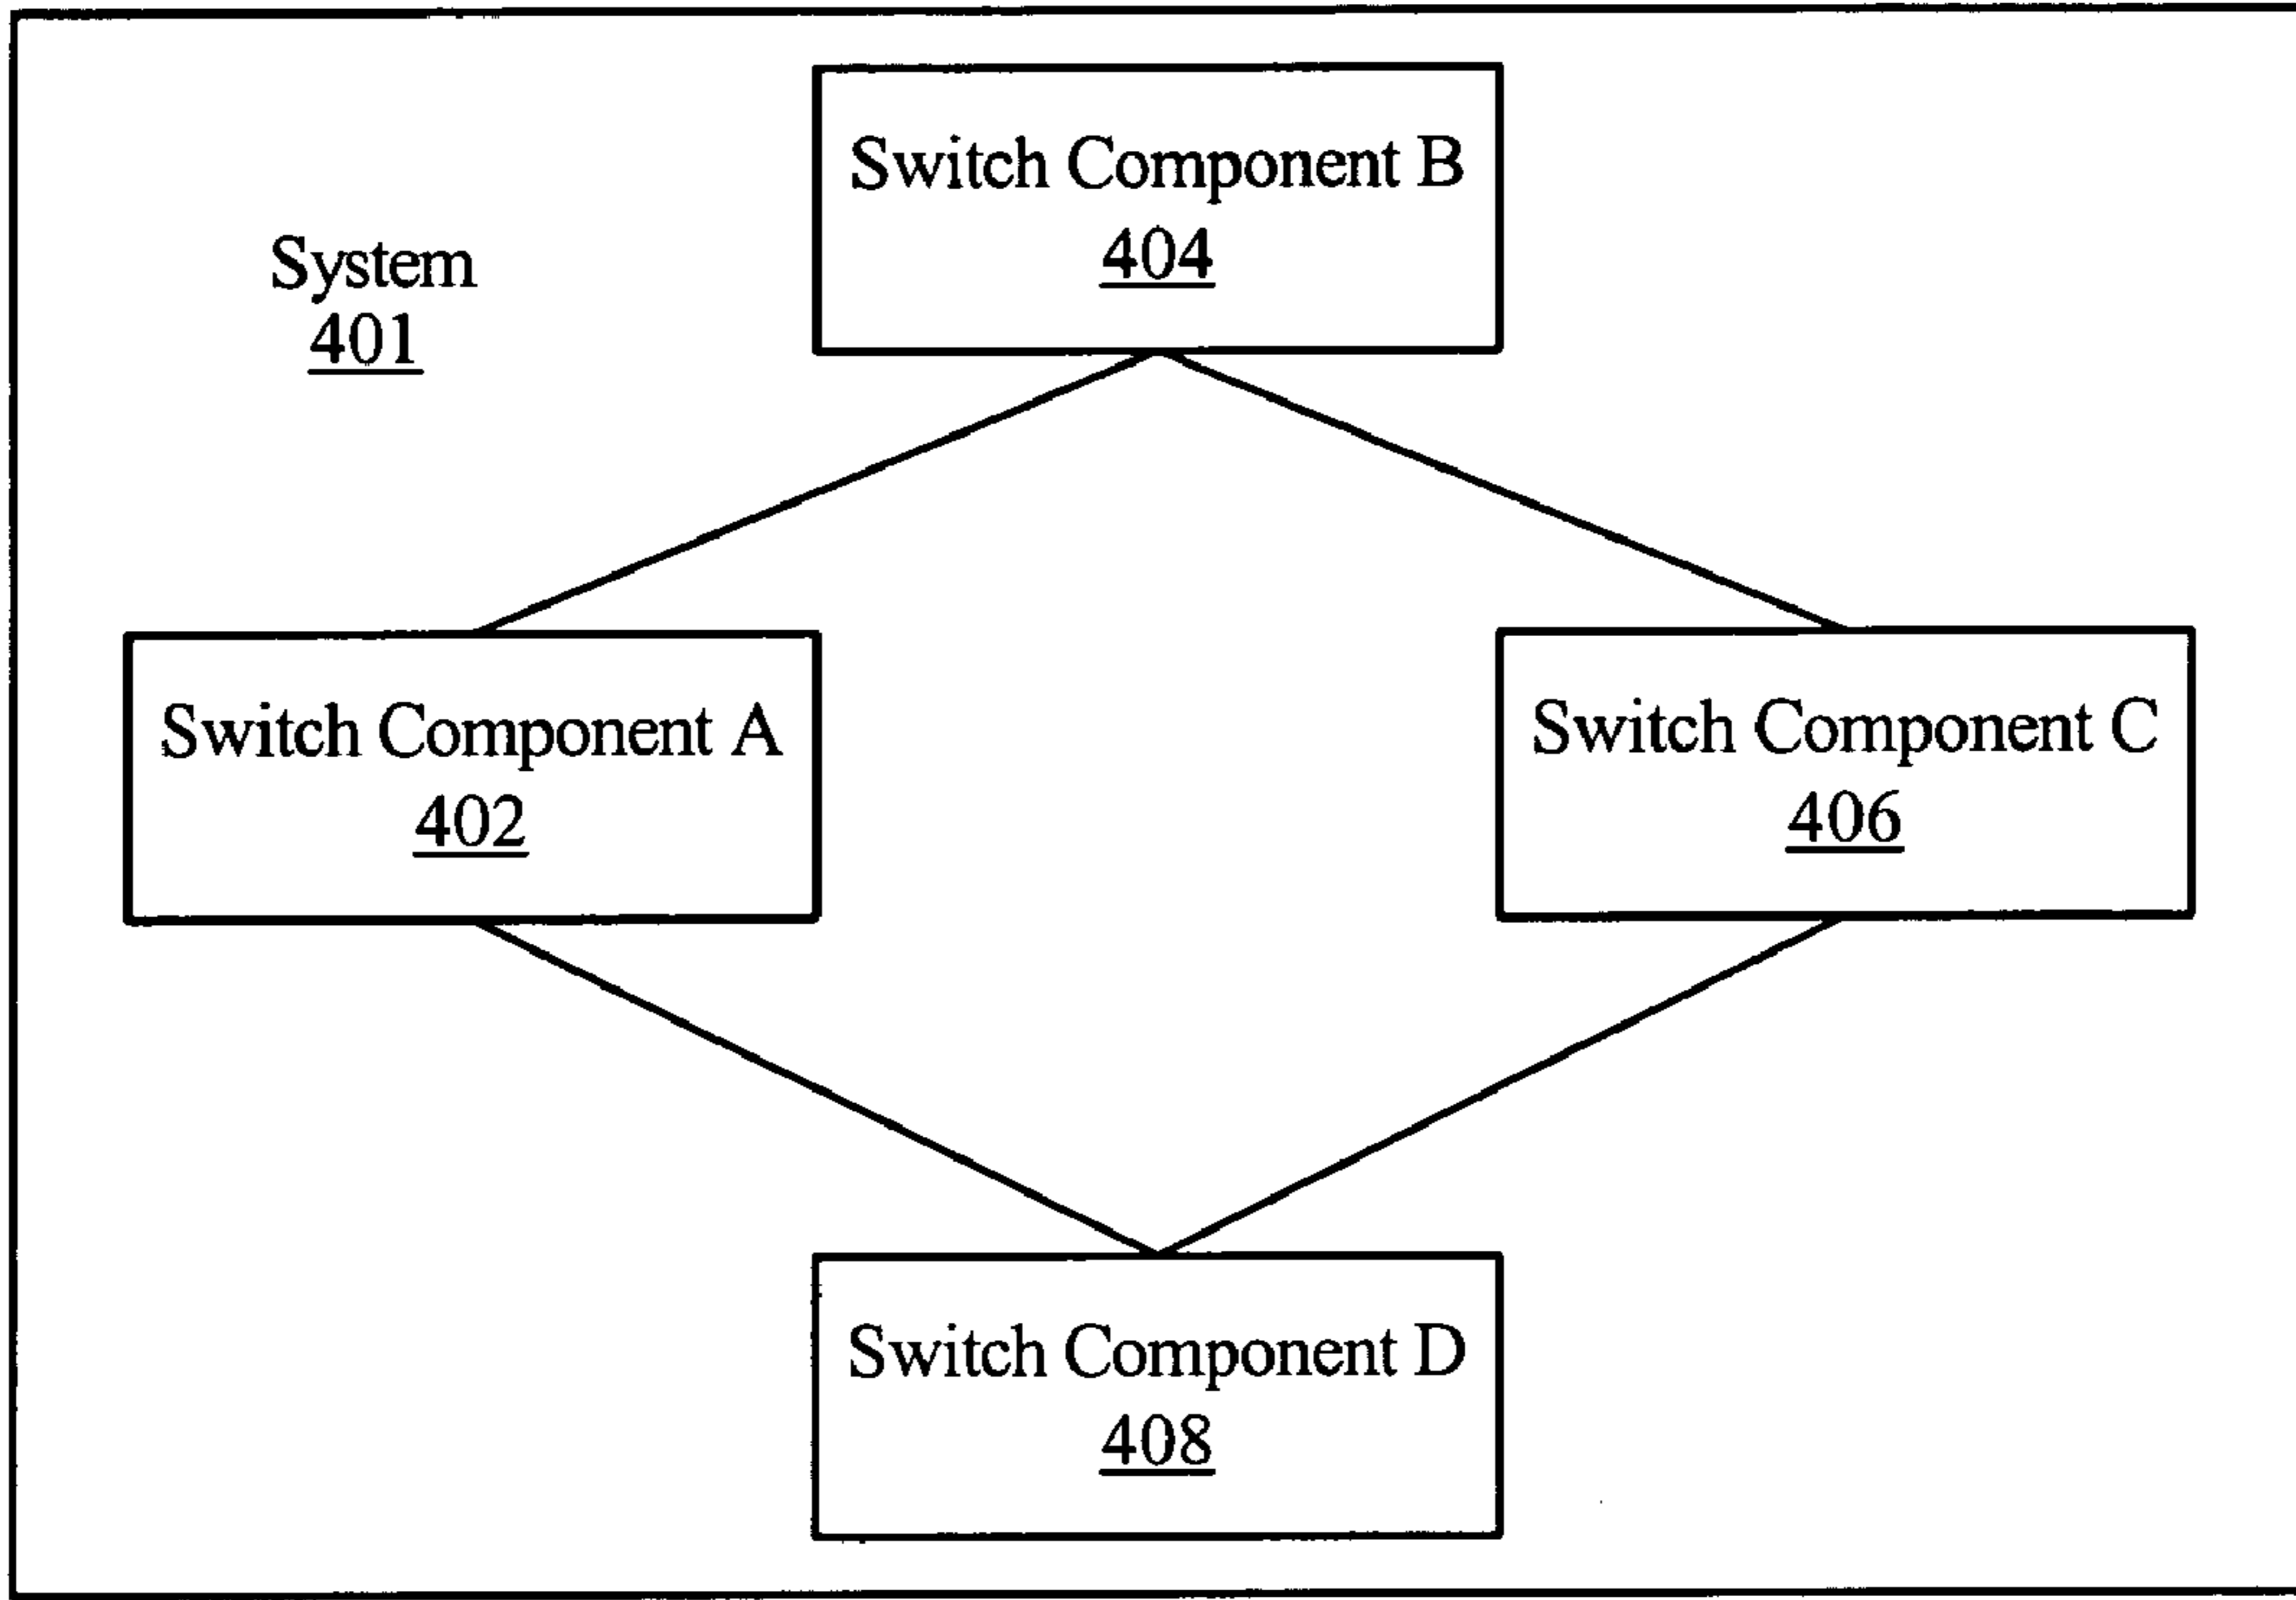 Switch Component B
404
System
401
Switch Component A
402
Switch Component C
406
Switch Component D
408